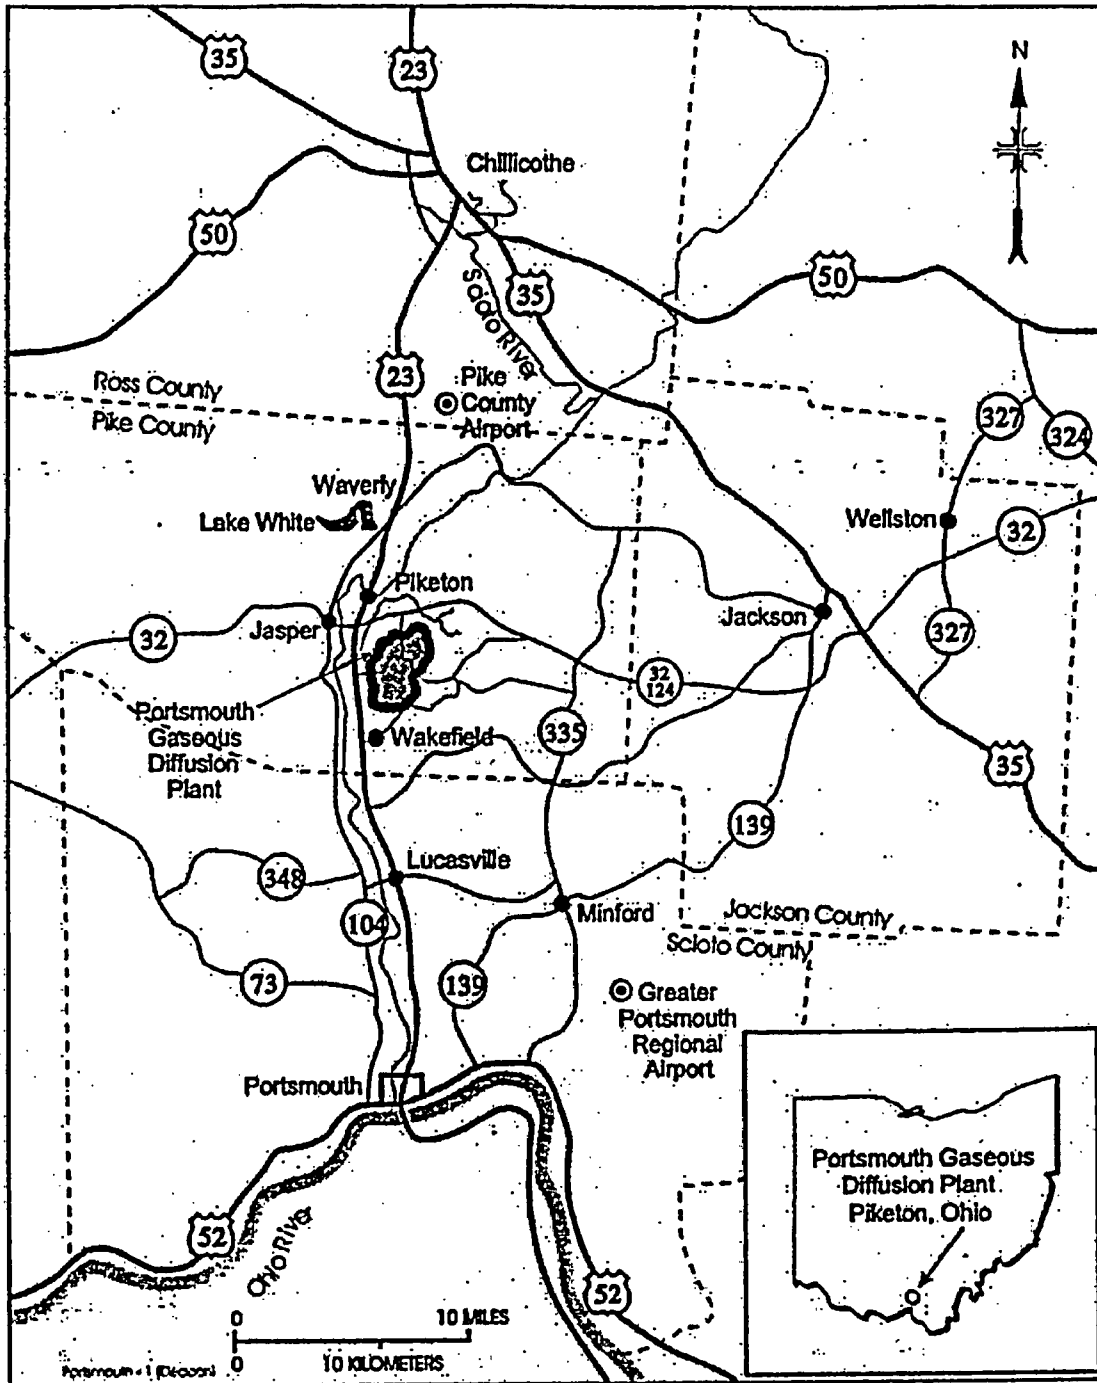 35
23
N
Chillicothe
50
Scioto River
35
50
Ross County
Pike County
23
Pike
County
Airport
327
324
Waverly
Lake White
Wellston
32
Piketon
Jasper
32
Jackson
327
32
124
Portsmouth
Gaseous
Diffusion
Plant
Wakefield
335
35
139
348
Lucasville
104
Minford
Jackson County
Scioto County
73
139
Greater
Portsmouth
Regional
Airport
Portsmouth
Portsmouth Gaseous
Diffusion Plant
Piketon, Ohio
52
Ohio River
52
0 10 MILES
0 10 KILOMETERS